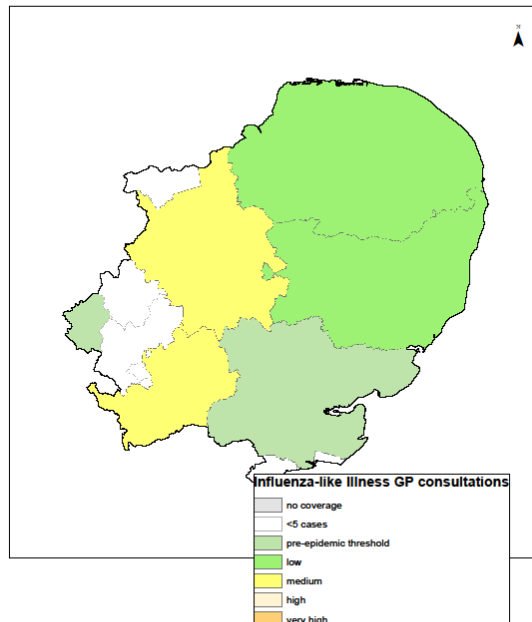 N
Influenza-like Illness GP consultations
no coverage
<5 cases
pre-epidemic threshold
low
medium
high
very high